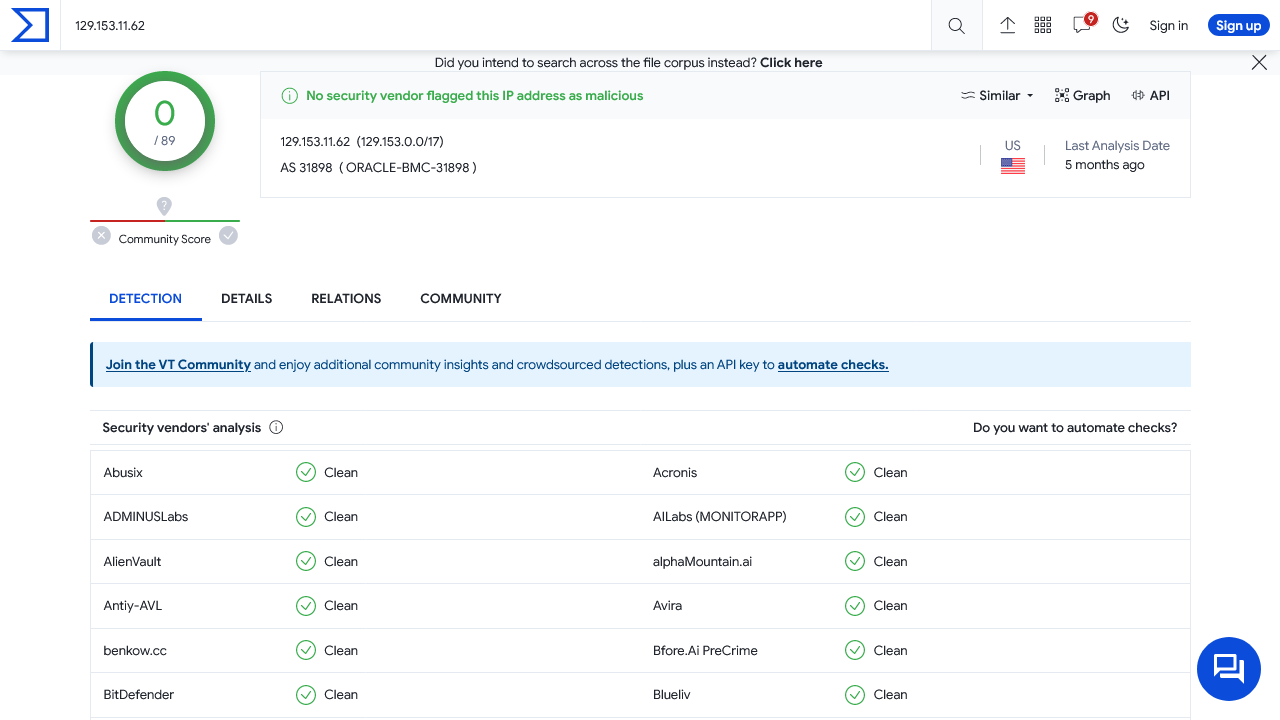 129.153.11.62
9
Sign in
Sign up
Did you intend to search across the file corpus instead? Click here
0
/ 89
?
Community Score
No security vendor flagged this IP address as malicious
Similar
Graph
API
129.153.11.62 (129.153.0.0/17)
AS 31898 ( ORACLE-BMC-31898 )
US
Last Analysis Date
5 months ago
DETECTION
DETAILS
RELATIONS
COMMUNITY
Join the VT Community and enjoy additional community insights and crowdsourced detections, plus an API key to automate checks.
Security vendors' analysis
Do you want to automate checks?
Abusix Clean Acronis Clean
ADMINUSLabs Clean AILabs (MONITORAPP) Clean
AlienVault Clean alphaMountain.ai Clean
Antiy-AVL Clean Avira Clean
benkow.cc Clean Bfore.Ai PreCrime Clean
BitDefender Clean Blueliv Clean